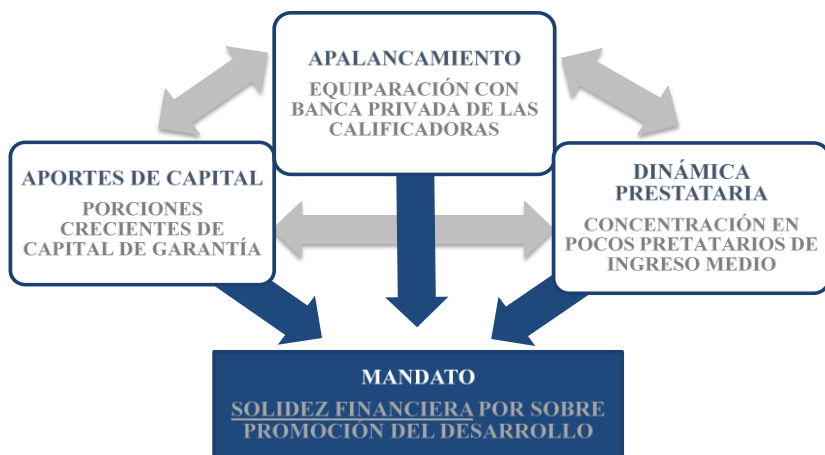 APALANCAMIENTO
EQUIPARACIÓN CON
BANCA PRIVADA DE LAS
CALIFICADORAS
APORTES DE CAPITAL
PORCIONES
CRECIENTES DE
CAPITAL DE GARANTÍA
DINÁMICA
PRESTATARIA
CONCENTRACIÓN EN
POCOS PRETATARIOS DE
INGRESO MEDIO
MANDATO
SOLIDEZ FINANCIERA POR SOBRE
PROMOCIÓN DEL DESARROLLO